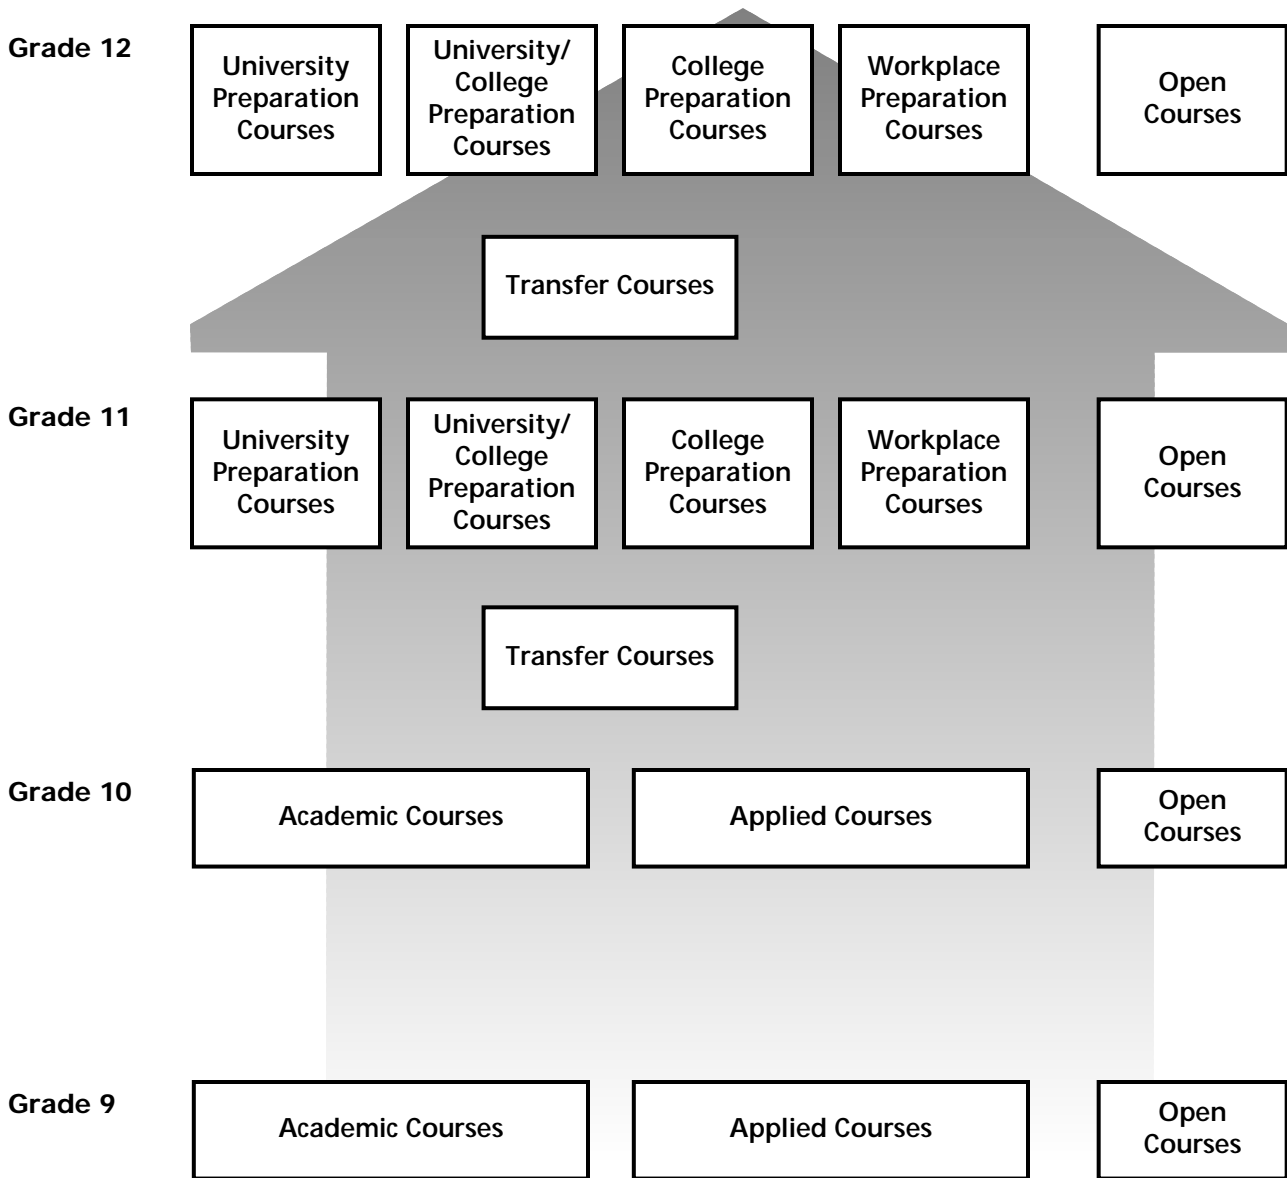 Grade 12
University
Preparation
Courses
University/
College
Preparation
Courses
College
Preparation
Courses
Workplace
Preparation
Courses
Open
Courses
Transfer Courses
Grade 11
University
Preparation
Courses
University/
College
Preparation
Courses
College
Preparation
Courses
Workplace
Preparation
Courses
Open
Courses
Transfer Courses
Grade 10
Academic Courses
Applied Courses
Open
Courses
Grade 9
Academic Courses
Applied Courses
Open
Courses